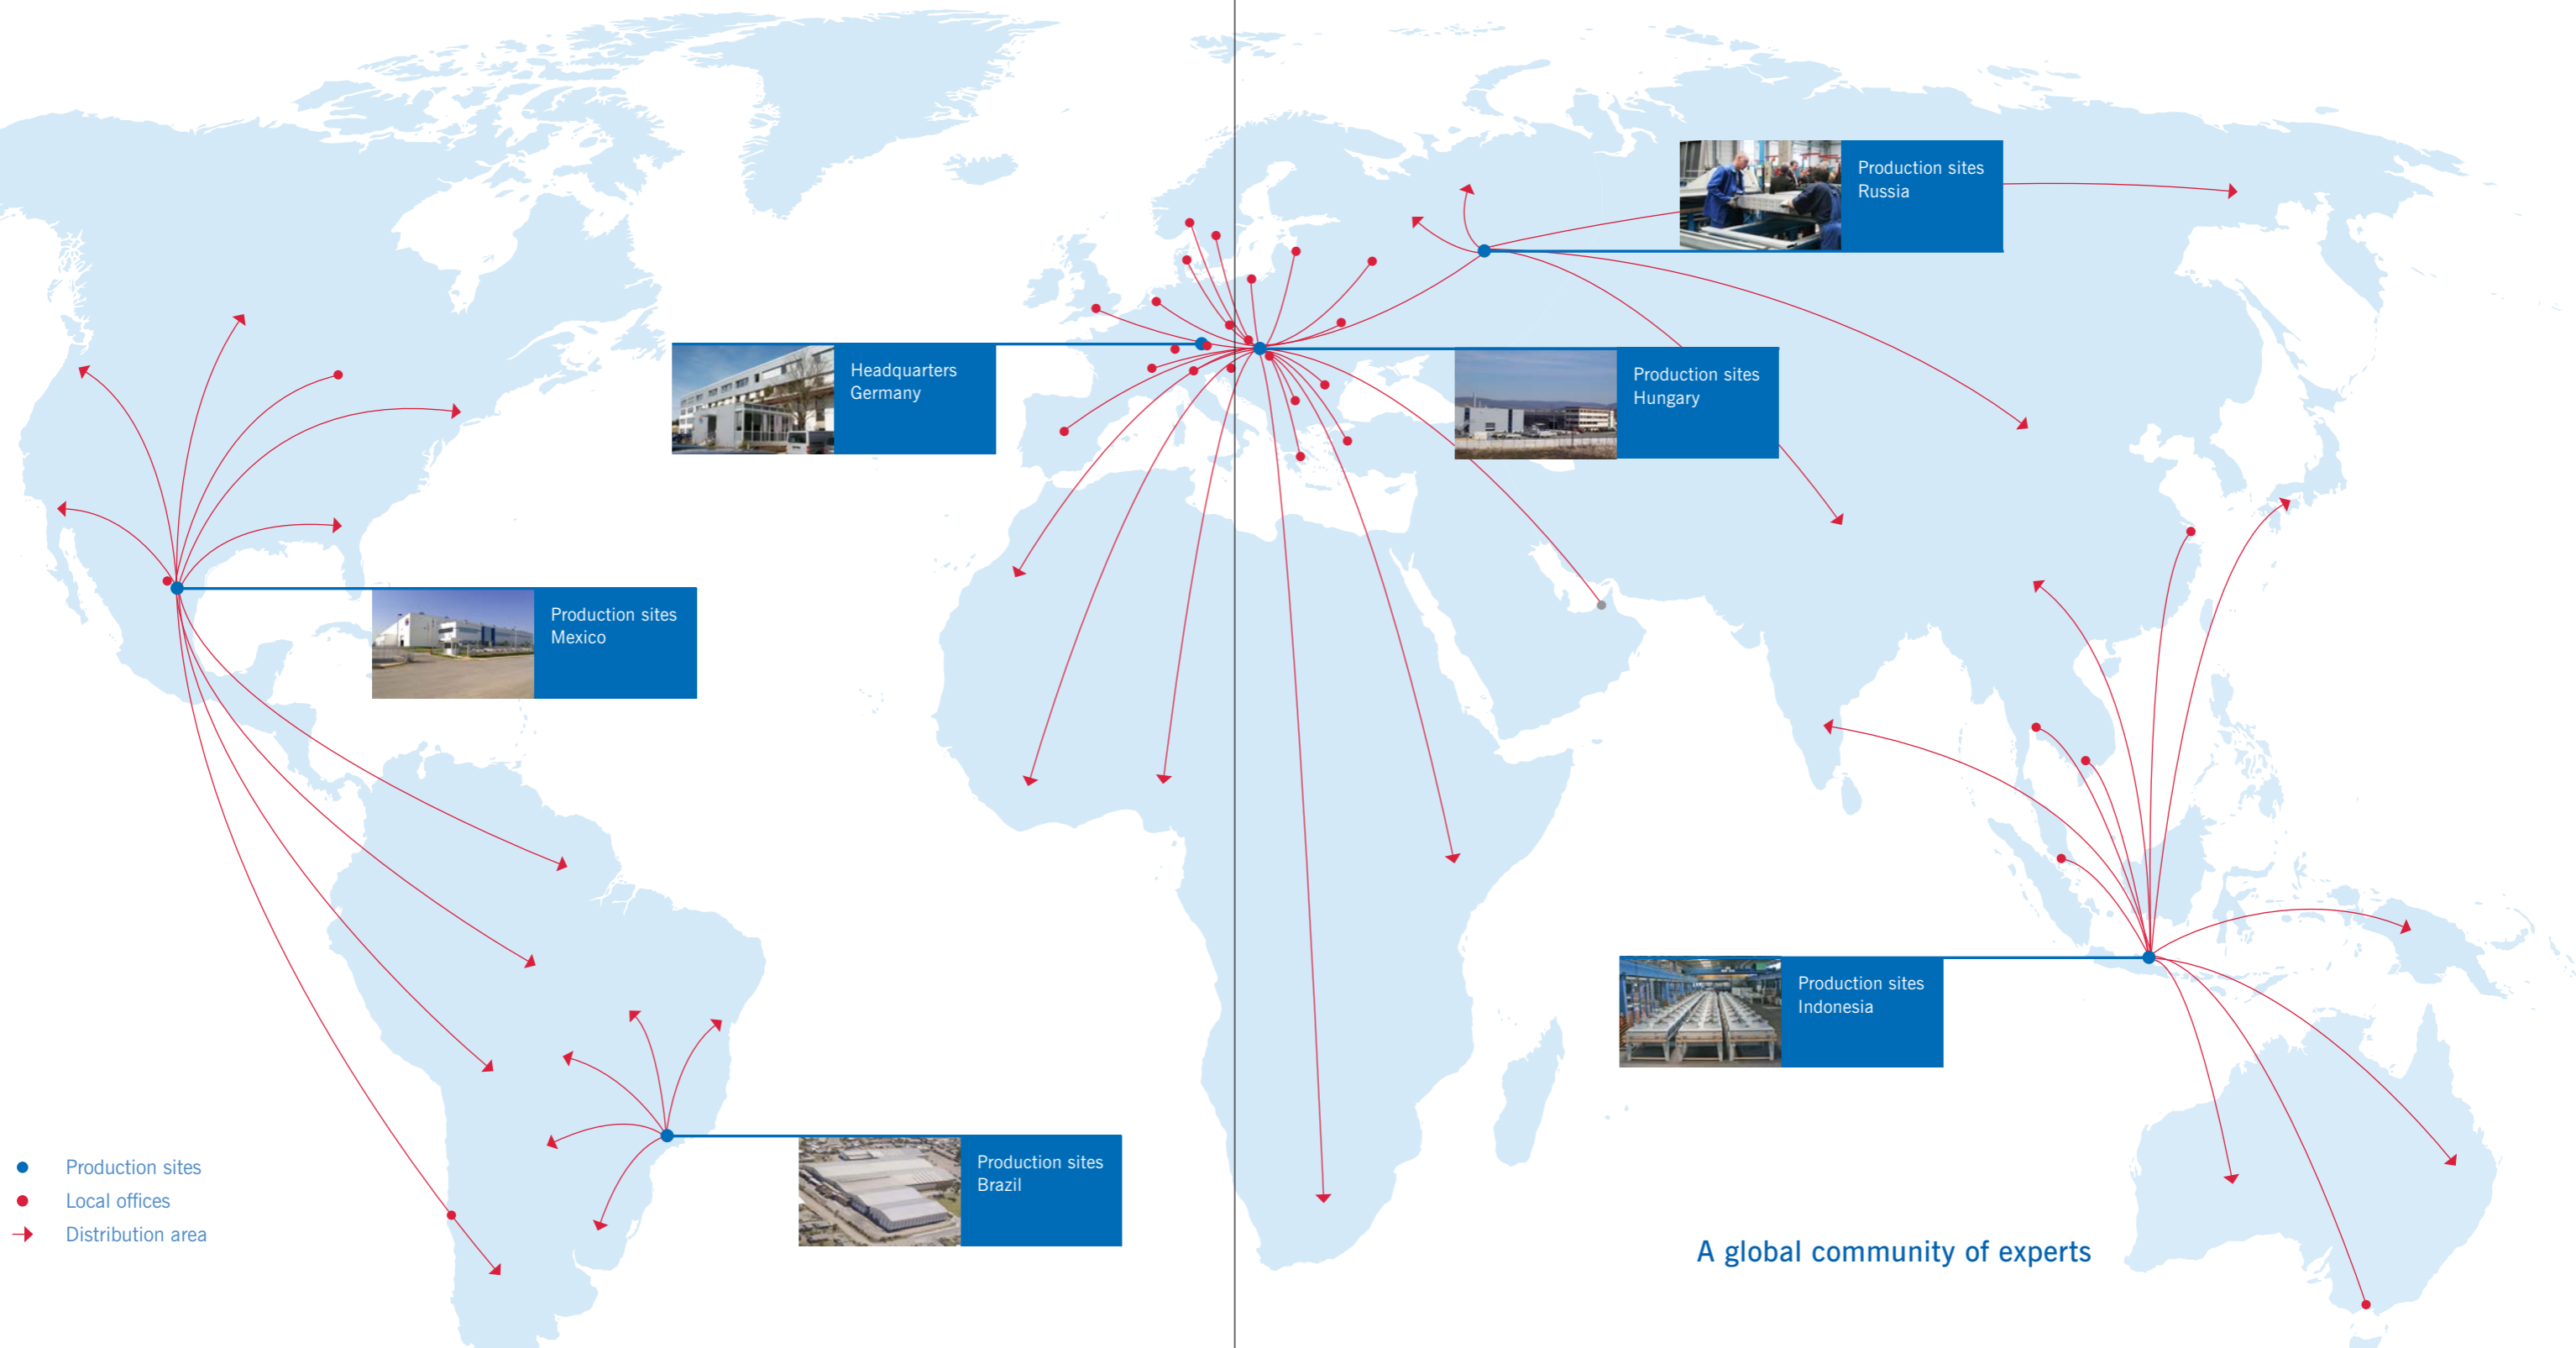 Production sites
Russia
Headquarters
Germany
Production sites
Hungary
Production sites
Mexico
Production sites
Indonesia
Production sites
Brazil
Production sites
Local offices
Distribution area
A global community of experts